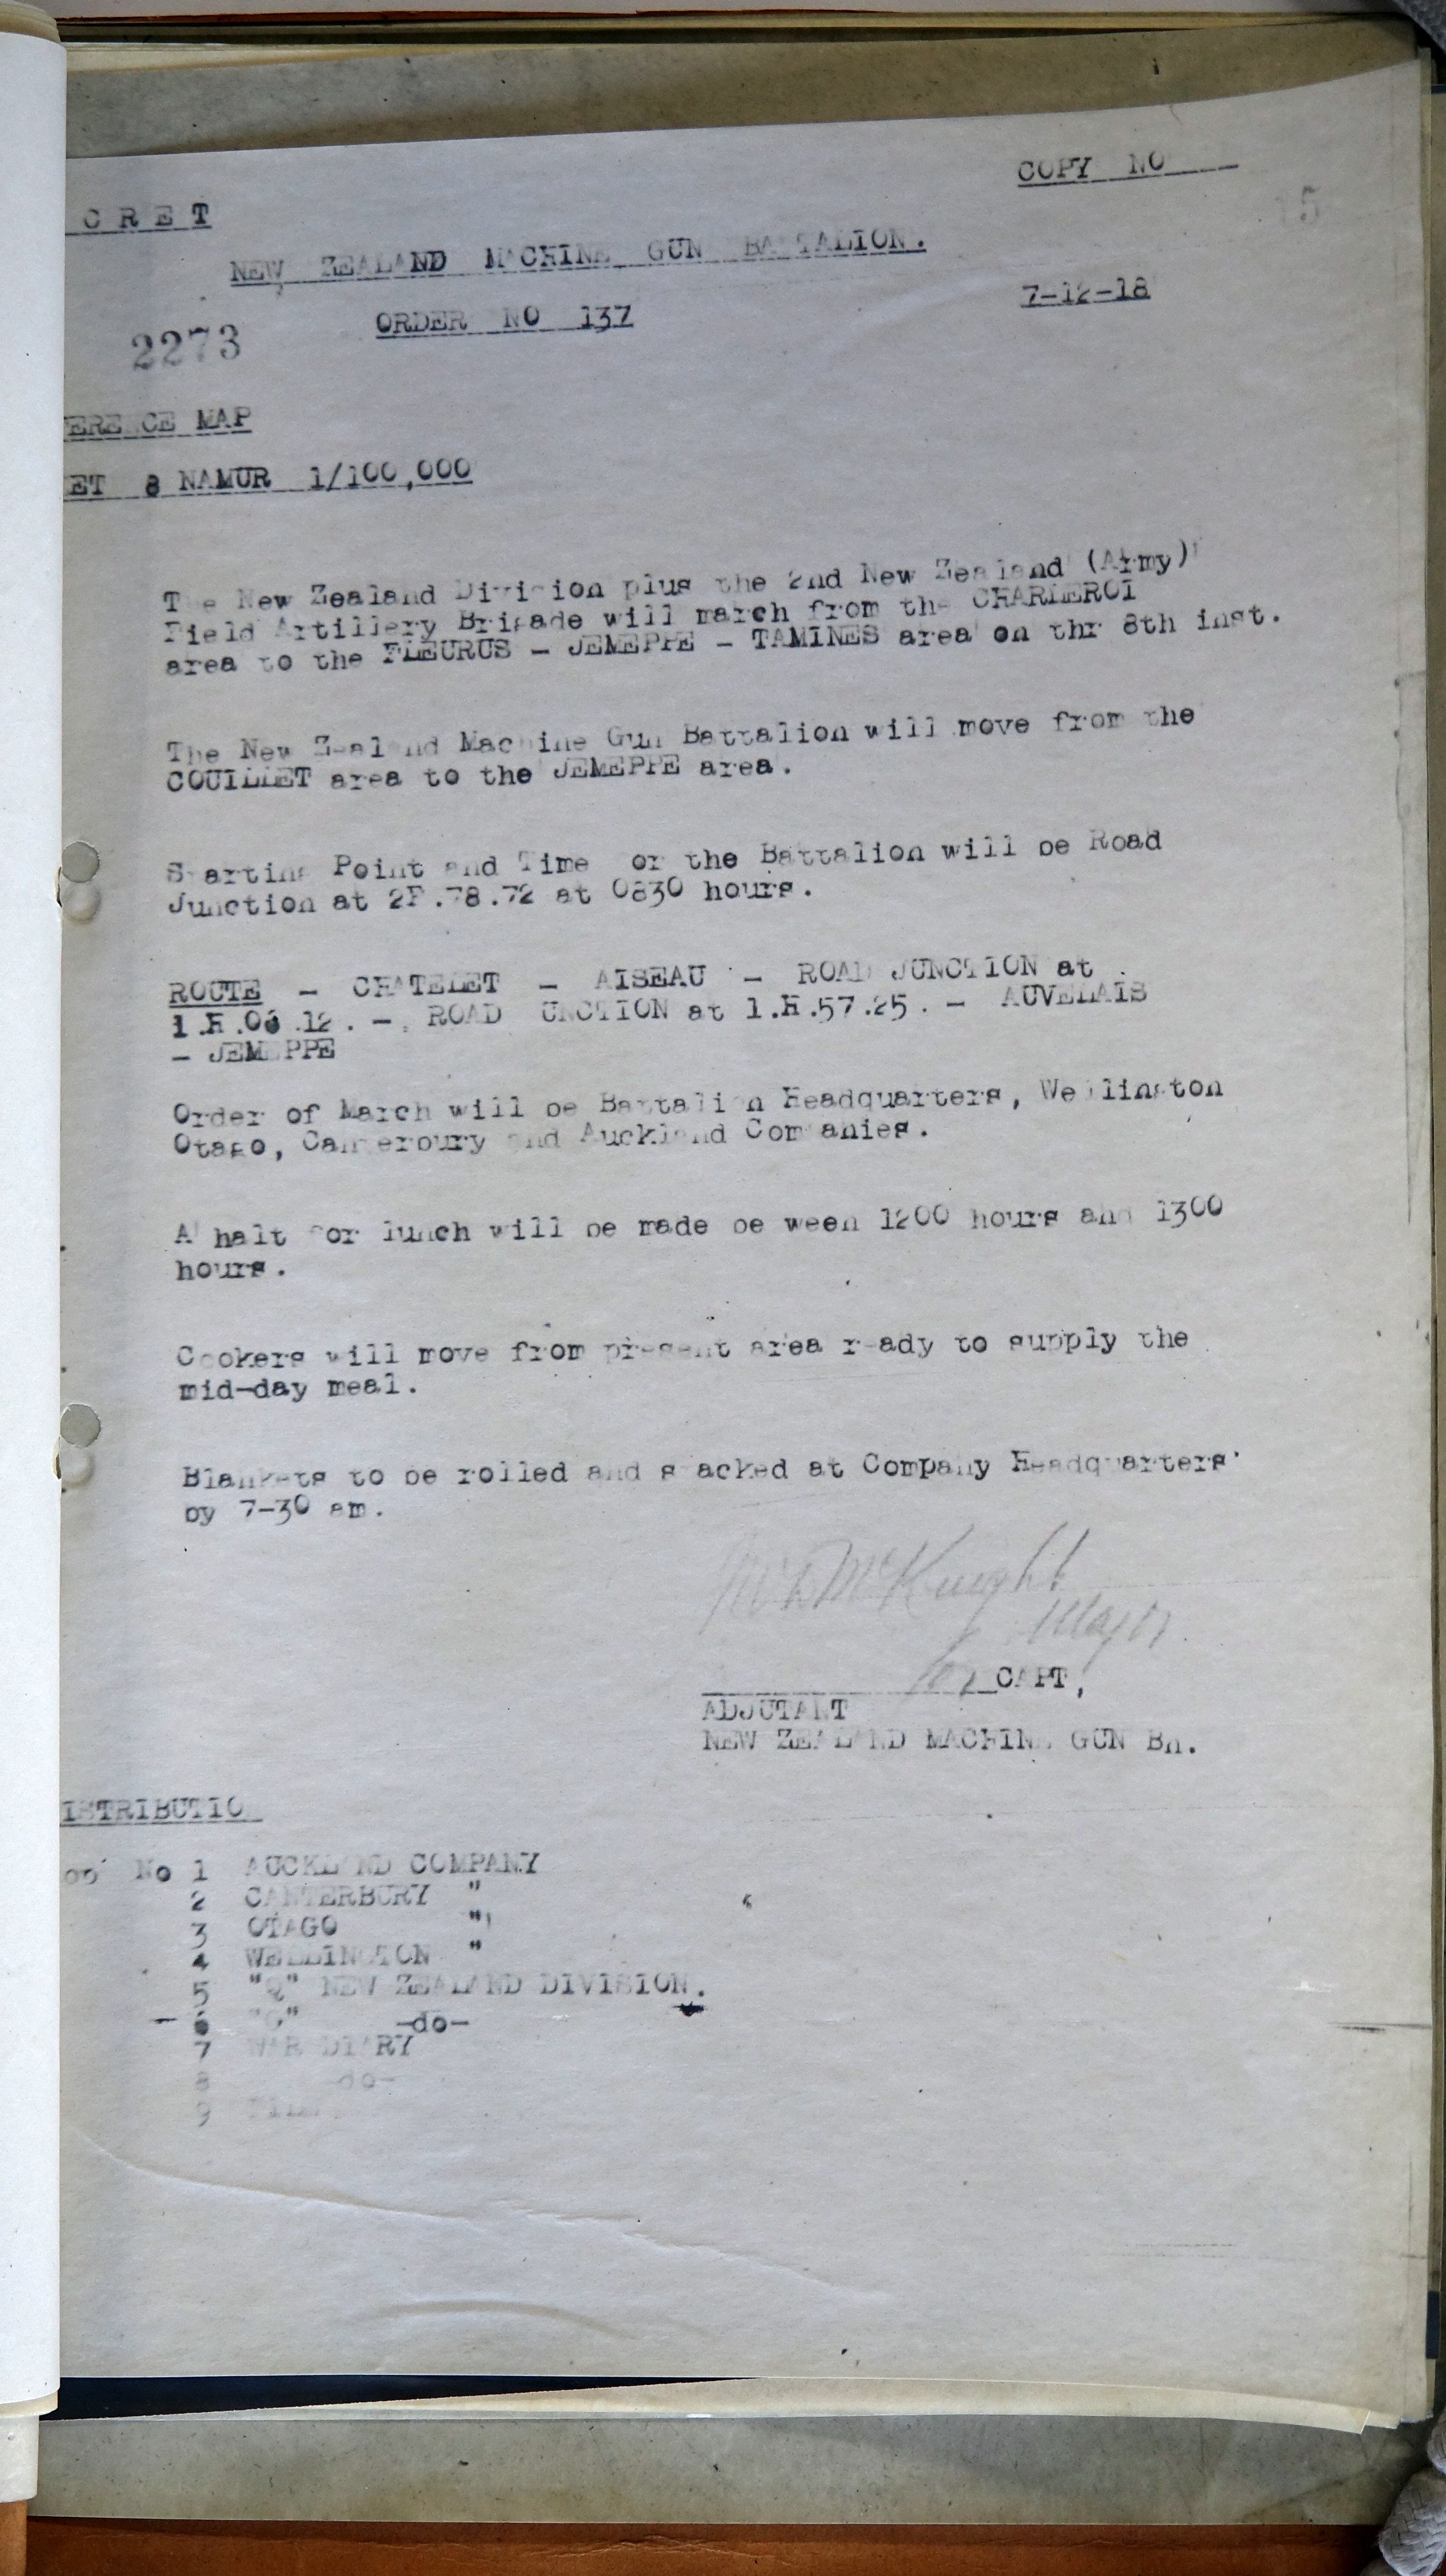 COPY NO
CRET
NEW ZEALAND MACHINE GUN BATTALION.
7-12-18
ORDER NO 137
2273
ERENCE MAP
ET 8 NAMUR 1/100,000
The New Zealand Division plus the 2nd New Zealand (Army)
Field Artillery Brigade will march from the CHARLEROI
area to the FLEURUS - JEMEPPE - TAMINES area on thr 8th inst.
The New Zealand Machine Gun Battalion will move from the
COUILLET area to the JEMEPPE area.
Starting Point and Time for the Battalion will be Road
Junction at 2F.78.72 at 0830 hours.
ROUTE - CHATELET - AISEAU - ROAD JUNCTION at
1.H.06.12. - ROAD JUNCTION at 1.H.57.25. - AUVELAIS
- JEMEPPE
Order of March will be Battalion Headquarters, Wellington
Otago, Canterbury and Auckland Companies.
A halt for lunch will be made between 1200 hours and 1300
hours.
Cookers will move from present area ready to supply the
mid-day meal.
Blankets to be rolled and stacked at Company Headquarters
by 7-30 am.
McKnight
Major
for CAPT,
ADJUTANT
NEW ZEALAND MACHINE GUN Bn.
ISTRIBUTION
No 1 AUCKLAND COMPANY
2 CANTERBURY "
3 OTAGO "
4 WELLINGTON "
5 "Q" NEW ZEALAND DIVISION.
6 "G" -do-
7 WAR DIARY
8 -do-
9 FILE